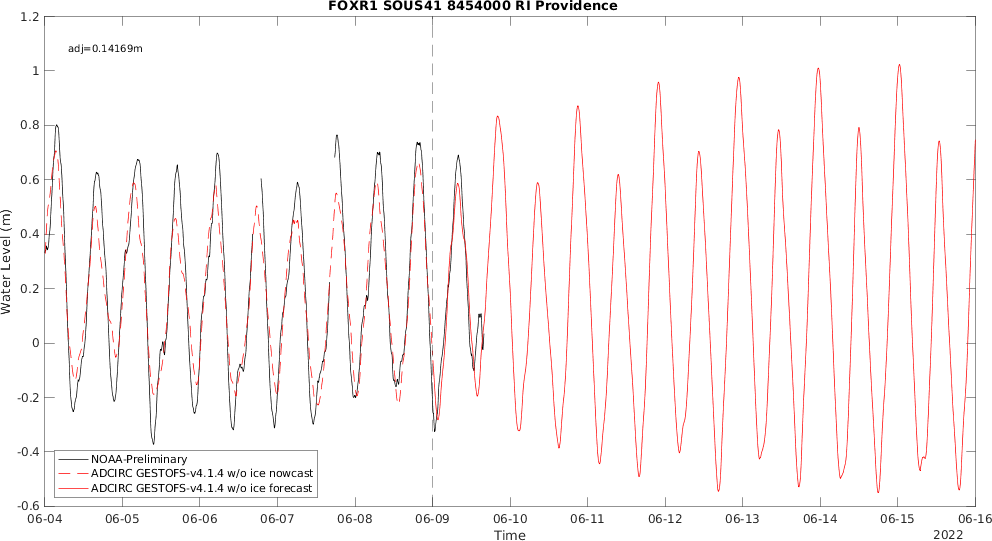 FOXR1 SOUS41 8454000 RI Providence
adj=0.14169m
1.2
1
0.8
0.6
0.4
0.2
0
-0.2
-0.4
-0.6
Water Level (m)
NOAA-Preliminary
ADCIRC GESTOFS-v4.1.4 w/o ice nowcast
ADCIRC GESTOFS-v4.1.4 w/o ice forecast
06-04 06-05 06-06 06-07 06-08 06-09 06-10 06-11 06-12 06-13 06-14 06-15 06-16
Time
2022